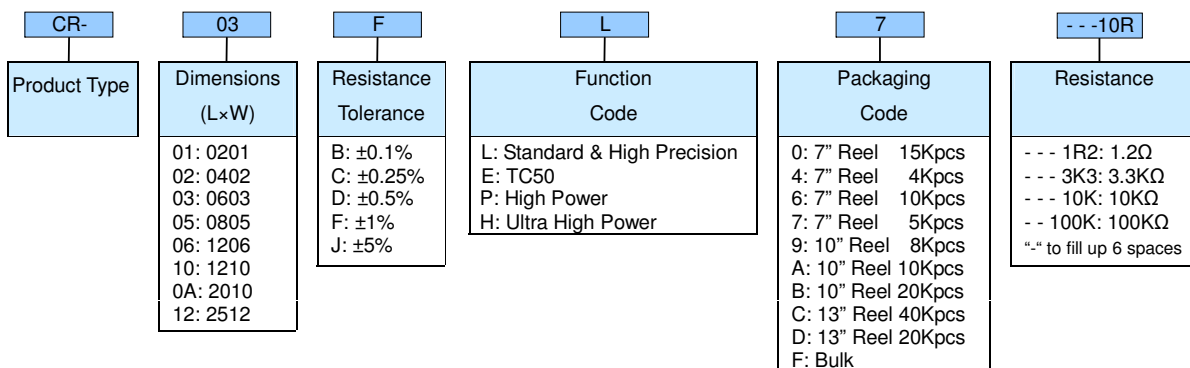 CR- 03 F L 7 - - -10R
Product Type
Dimensions
(L×W)
Resistance
Tolerance
Function
Code
Packaging
Code
Resistance
01: 0201
02: 0402
03: 0603
05: 0805
06: 1206
10: 1210
0A: 2010
12: 2512
B: ±0.1%
C: ±0.25%
D: ±0.5%
F: ±1%
J: ±5%
L: Standard & High Precision
E: TC50
P: High Power
H: Ultra High Power
0: 7” Reel 15Kpcs
4: 7” Reel 4Kpcs
6: 7” Reel 10Kpcs
7: 7” Reel 5Kpcs
9: 10” Reel 8Kpcs
A: 10” Reel 10Kpcs
B: 10” Reel 20Kpcs
C: 13” Reel 40Kpcs
D: 13” Reel 20Kpcs
F: Bulk
- - - 1R2: 1.2Ω
- - - 3K3: 3.3KΩ
- - - 10K: 10KΩ
- - 100K: 100KΩ
“-“ to fill up 6 spaces